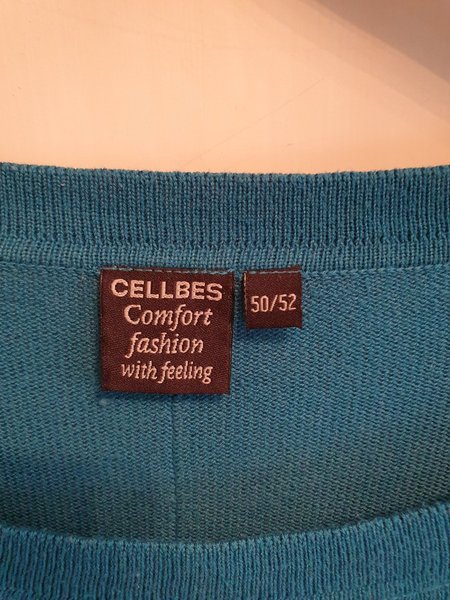 CELLBES
Comfort
fashion
with feeling
50/52